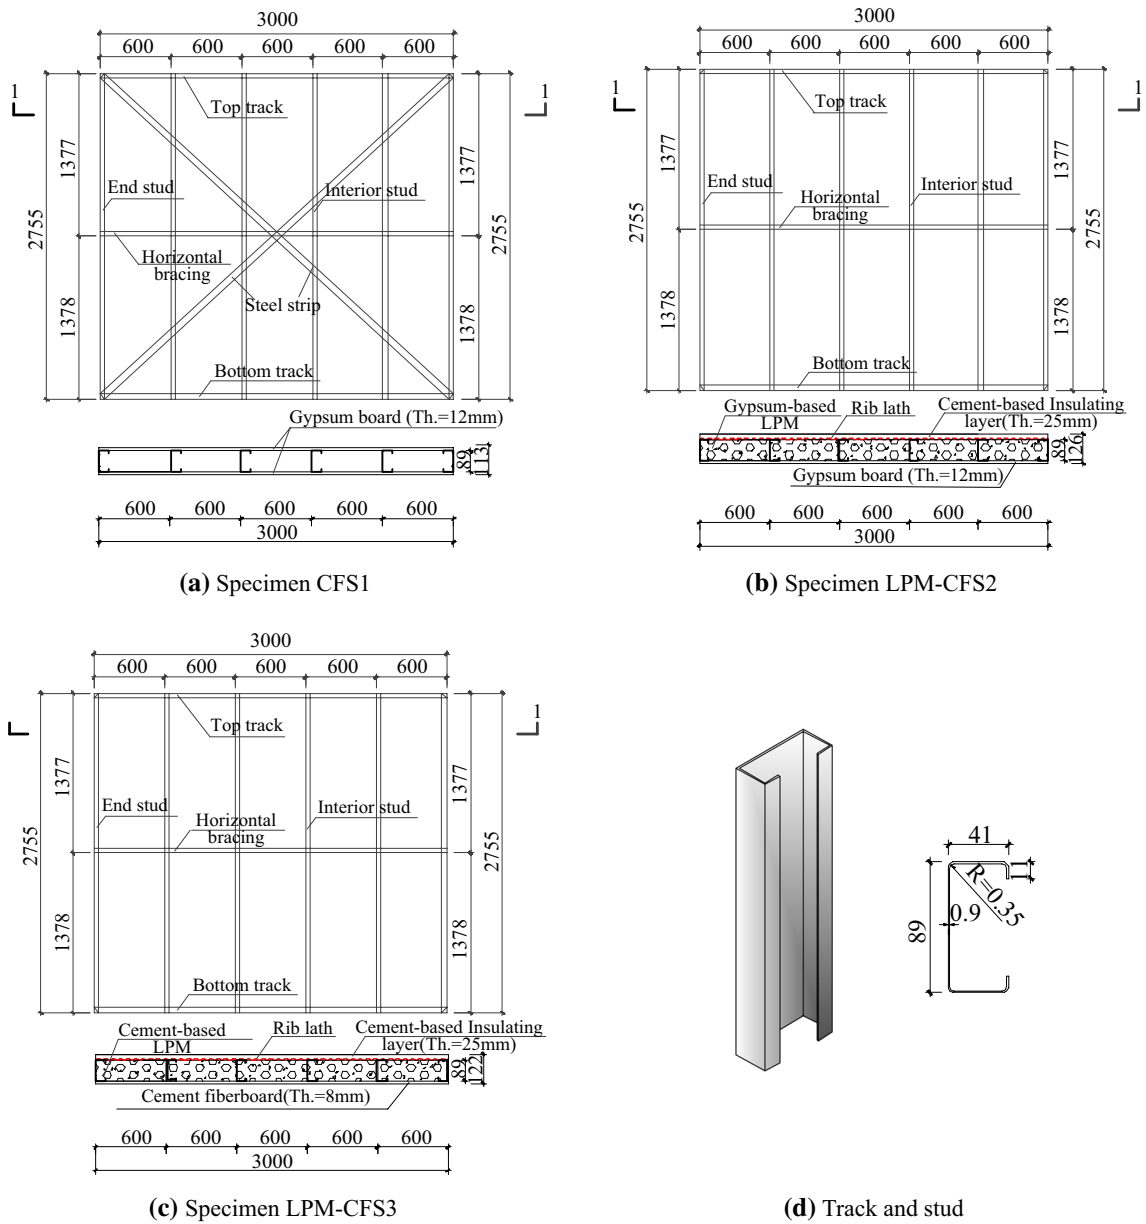 3000
600 600 600 600 600
1 1
Top track
1377 1377
End stud Interior stud
2755 2755
Horizontal
bracing
Steel strip
1378 1378
Bottom track
Gypsum board (Th.=12mm)
89 113
600 600 600 600 600
3000
(a) Specimen CFS1
3000
600 600 600 600 600
1 1
Top track
1377 1377
End stud Interior stud
Horizontal
bracing
2755 2755
1378 1378
Bottom track
Gypsum-based
LPM
Rib lath
Cement-based Insulating
layer(Th.=25mm)
89 126
Gypsum board (Th.=12mm)
600 600 600 600 600
3000
(b) Specimen LPM-CFS2
3000
600 600 600 600 600
1
Top track
1377 1377
End stud Interior stud
Horizontal
bracing
2755 2755
1378 1378
Bottom track
Cement-based
LPM
Rib lath
Cement-based Insulating
layer(Th.=25mm)
89 122
Cement fiberboard(Th.=8mm)
600 600 600 600 600
3000
(c) Specimen LPM-CFS3
41
11
R=0.35
0.9
89
(d) Track and stud